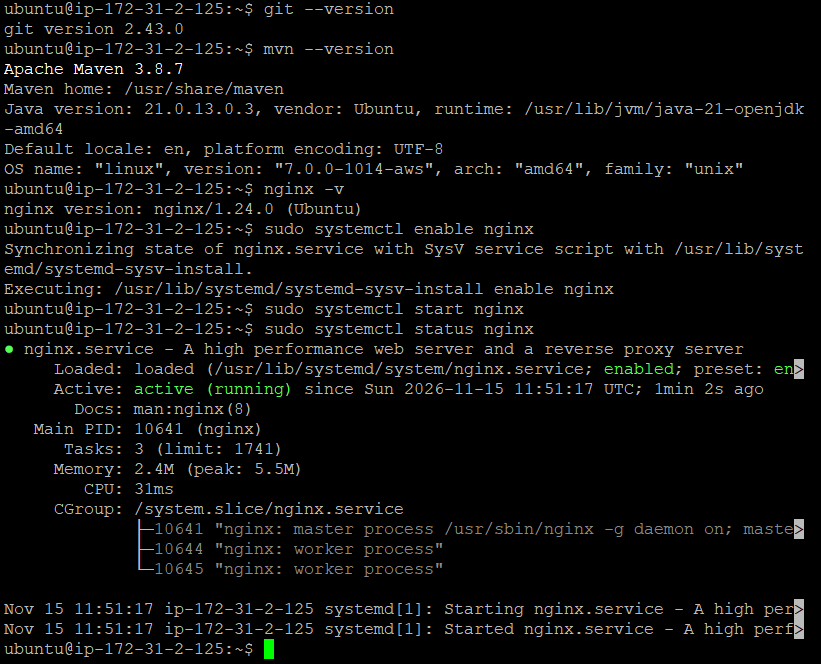 ubuntu@ip-172-31-2-125:~$ git --version
git version 2.43.0
ubuntu@ip-172-31-2-125:~$ mvn --version
Apache Maven 3.8.7
Maven home: /usr/share/maven
Java version: 21.0.13.0.3, vendor: Ubuntu, runtime: /usr/lib/jvm/java-21-openjdk
-amd64
Default locale: en, platform encoding: UTF-8
OS name: "linux", version: "7.0.0-1014-aws", arch: "amd64", family: "unix"
ubuntu@ip-172-31-2-125:~$ nginx -v
nginx version: nginx/1.24.0 (Ubuntu)
ubuntu@ip-172-31-2-125:~$ sudo systemctl enable nginx
Synchronizing state of nginx.service with SysV service script with /usr/lib/syst
emd/systemd-sysv-install.
Executing: /usr/lib/systemd/systemd-sysv-install enable nginx
ubuntu@ip-172-31-2-125:~$ sudo systemctl start nginx
ubuntu@ip-172-31-2-125:~$ sudo systemctl status nginx
● nginx.service - A high performance web server and a reverse proxy server
     Loaded: loaded (/usr/lib/systemd/system/nginx.service; enabled; preset: en>
     Active: active (running) since Sun 2026-11-15 11:51:17 UTC; 1min 2s ago
       Docs: man:nginx(8)
   Main PID: 10641 (nginx)
      Tasks: 3 (limit: 1741)
     Memory: 2.4M (peak: 5.5M)
        CPU: 31ms
     CGroup: /system.slice/nginx.service
             ├─10641 "nginx: master process /usr/sbin/nginx -g daemon on; maste>
             ├─10644 "nginx: worker process"
             └─10645 "nginx: worker process"

Nov 15 11:51:17 ip-172-31-2-125 systemd[1]: Starting nginx.service - A high per>
Nov 15 11:51:17 ip-172-31-2-125 systemd[1]: Started nginx.service - A high perf>
ubuntu@ip-172-31-2-125:~$